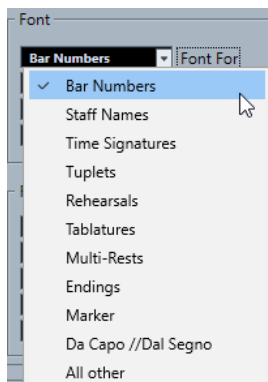 Font
Bar Numbers Font For
Bar Numbers
Staff Names
Time Signatures
Tuplets
Rehearsals
Tablatures
Multi-Rests
Endings
Marker
Da Capo //Dal Segno
All other